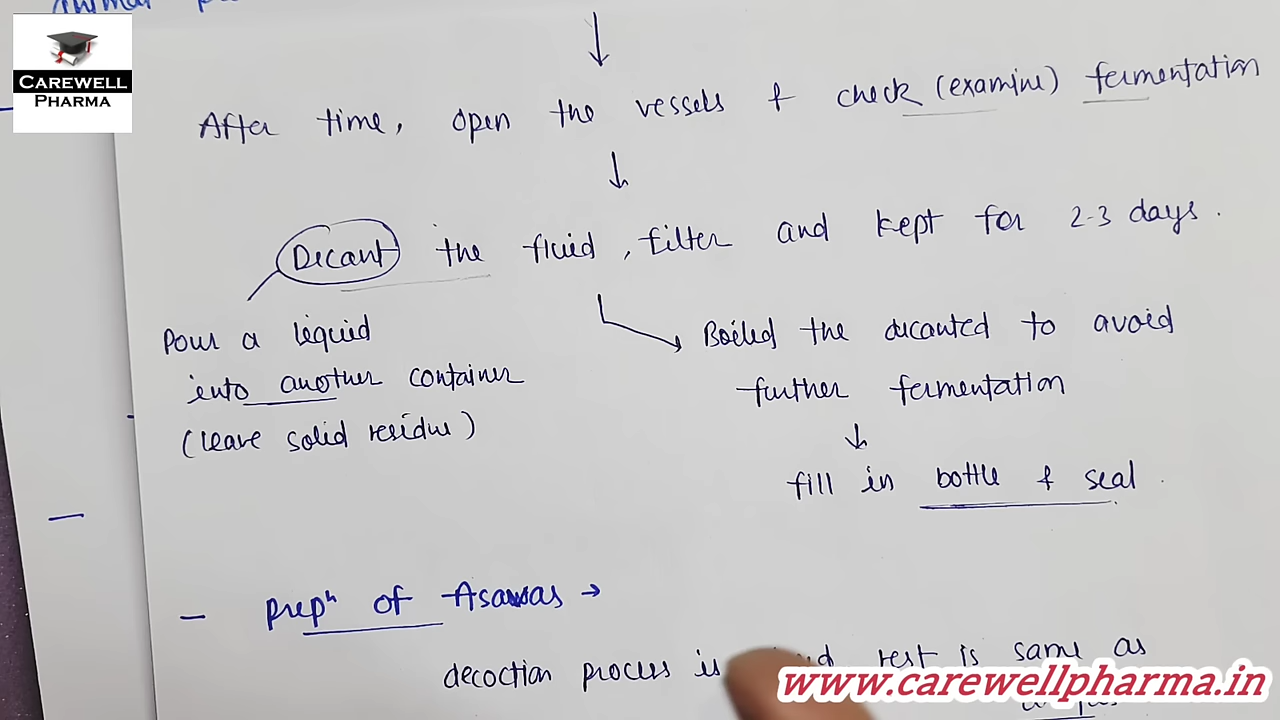 CAREWELL
PHARMA
After time, open the vessels & check (examine) fermentation
Decant the fluid, filter and kept for 2-3 days.
Pour a liquid
into another container
(leave solid residue)
Boiled the decanted to avoid
further fermentation
fill in bottle & seal
- Prepⁿ of Asawas →
decoction process is rest is same as
www.carewellpharma.in